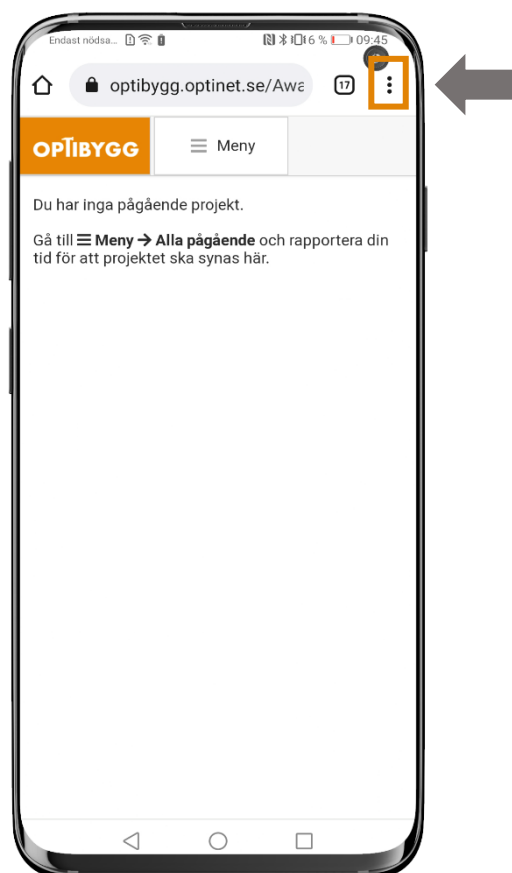 Endast nödsa... 6 % 09:45
optibygg.optinet.se/Awa 17
OPTIBYGG Meny
Du har inga pågående projekt.
Gå till ☰ Meny → Alla pågående och rapportera din
tid för att projektet ska synas här.